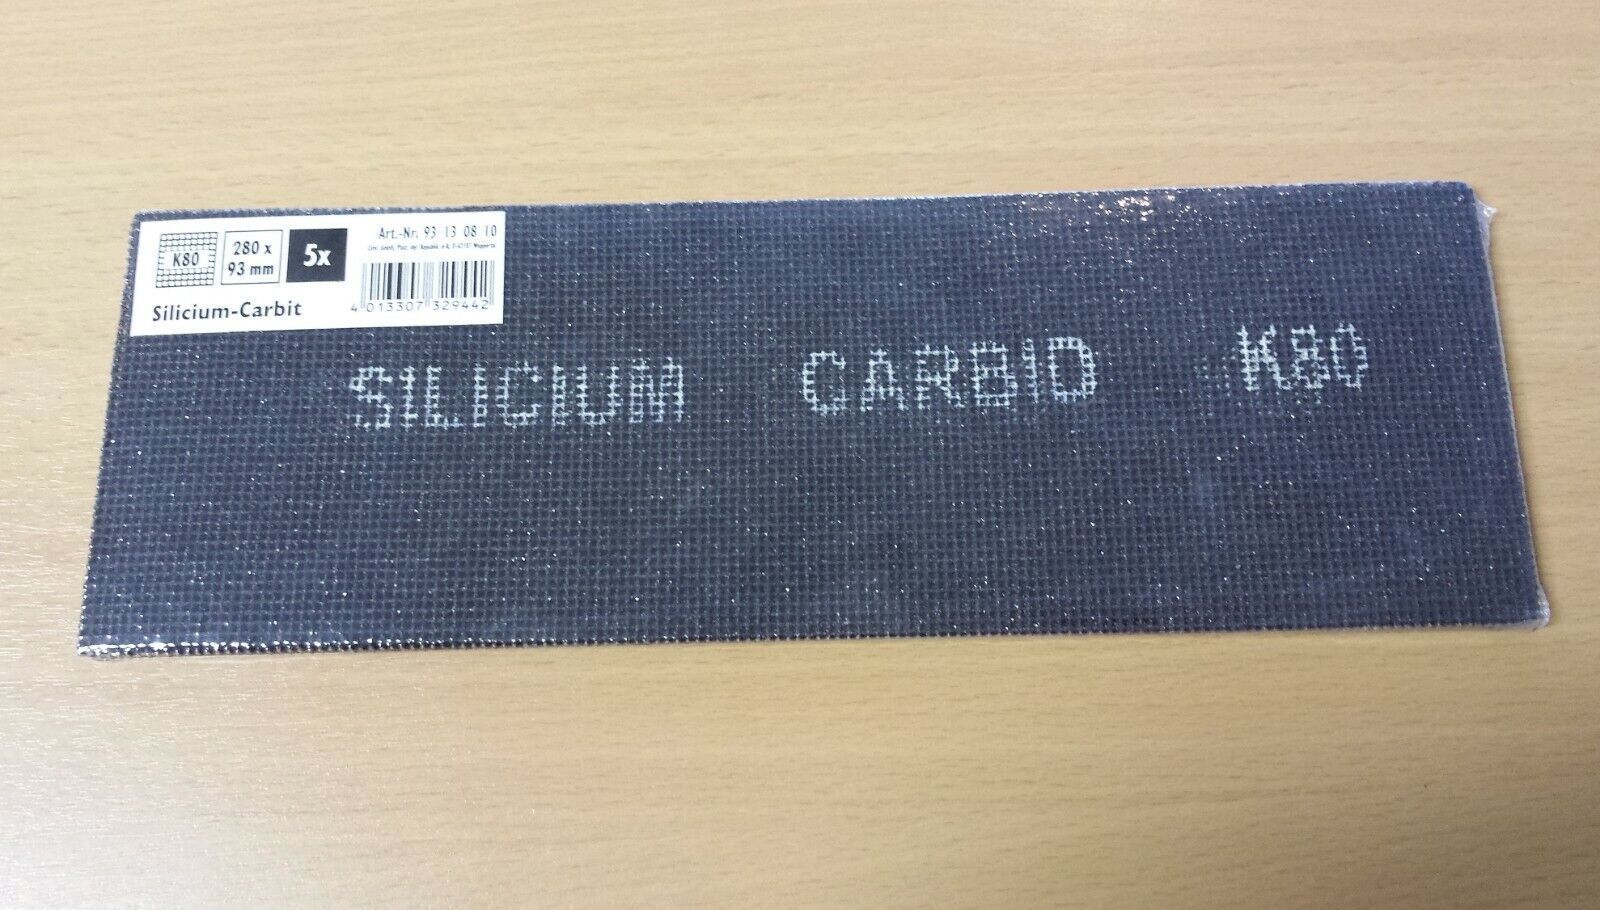 K80
280 x
93 mm
5x
Art.-Nr. 93 13 08 10
Silicium-Carbit
4 013307 329442
SILICIUM CARBID K80